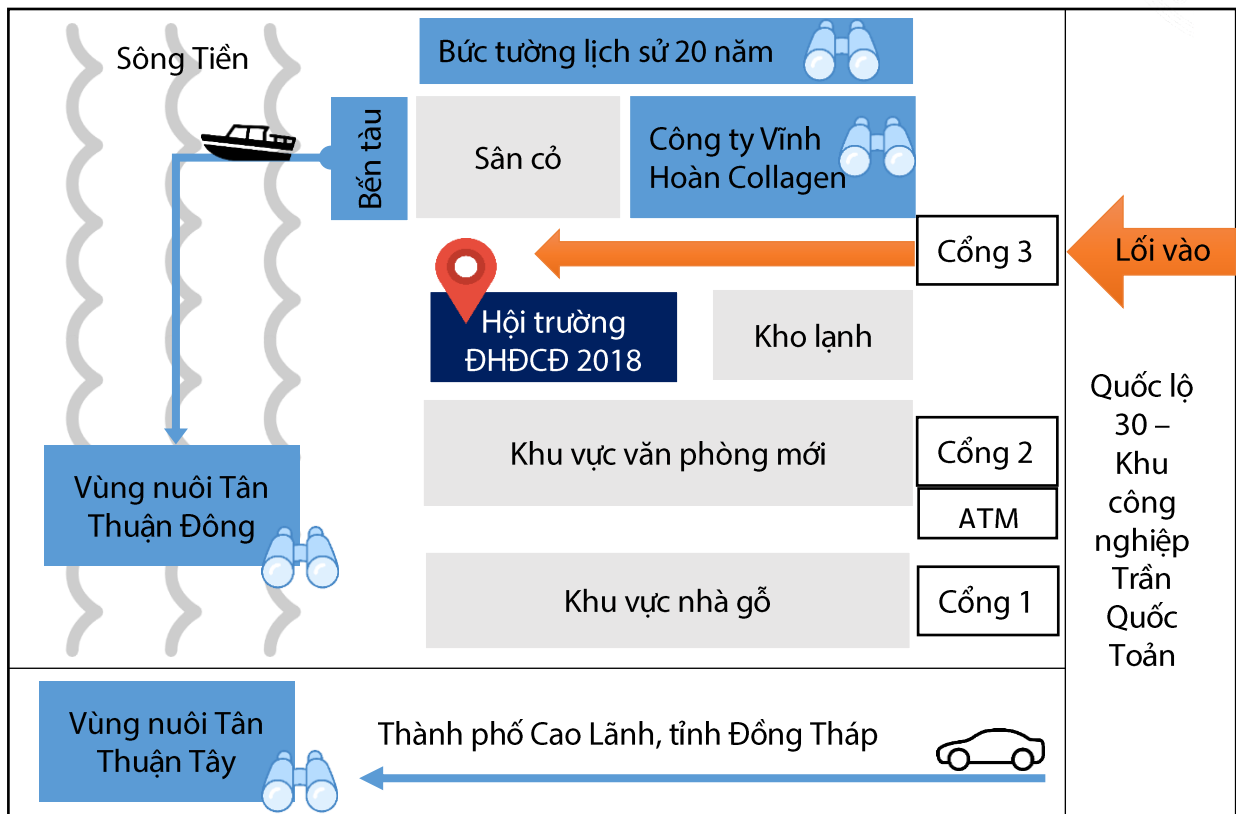 Sông Tiền
Bức tường lịch sử 20 năm
Bến tàu
Sân cỏ
Công ty Vĩnh
Hoàn Collagen
Cổng 3
Lối vào
Hội trường
ĐHĐCĐ 2018
Kho lạnh
Quốc lộ
30 –
Khu
công
nghiệp
Trần
Quốc
Toản
Khu vực văn phòng mới
Cổng 2
ATM
Vùng nuôi Tân
Thuận Đông
Khu vực nhà gỗ
Cổng 1
Vùng nuôi Tân
Thuận Tây
Thành phố Cao Lãnh, tỉnh Đồng Tháp